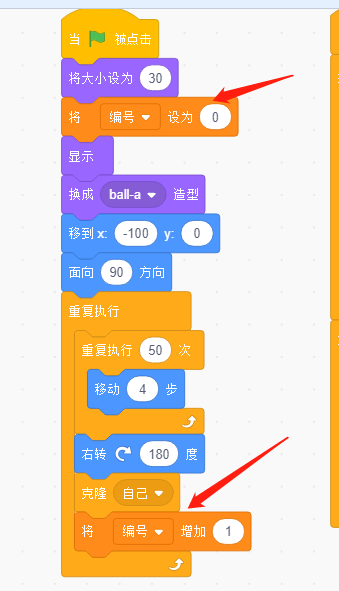 当 被点击
将大小设为 30
将 编号 设为 0
显示
换成 ball-a 造型
移到 x: -100 y: 0
面向 90 方向
重复执行
重复执行 50 次
移动 4 步
右转 180 度
克隆 自己
将 编号 增加 1